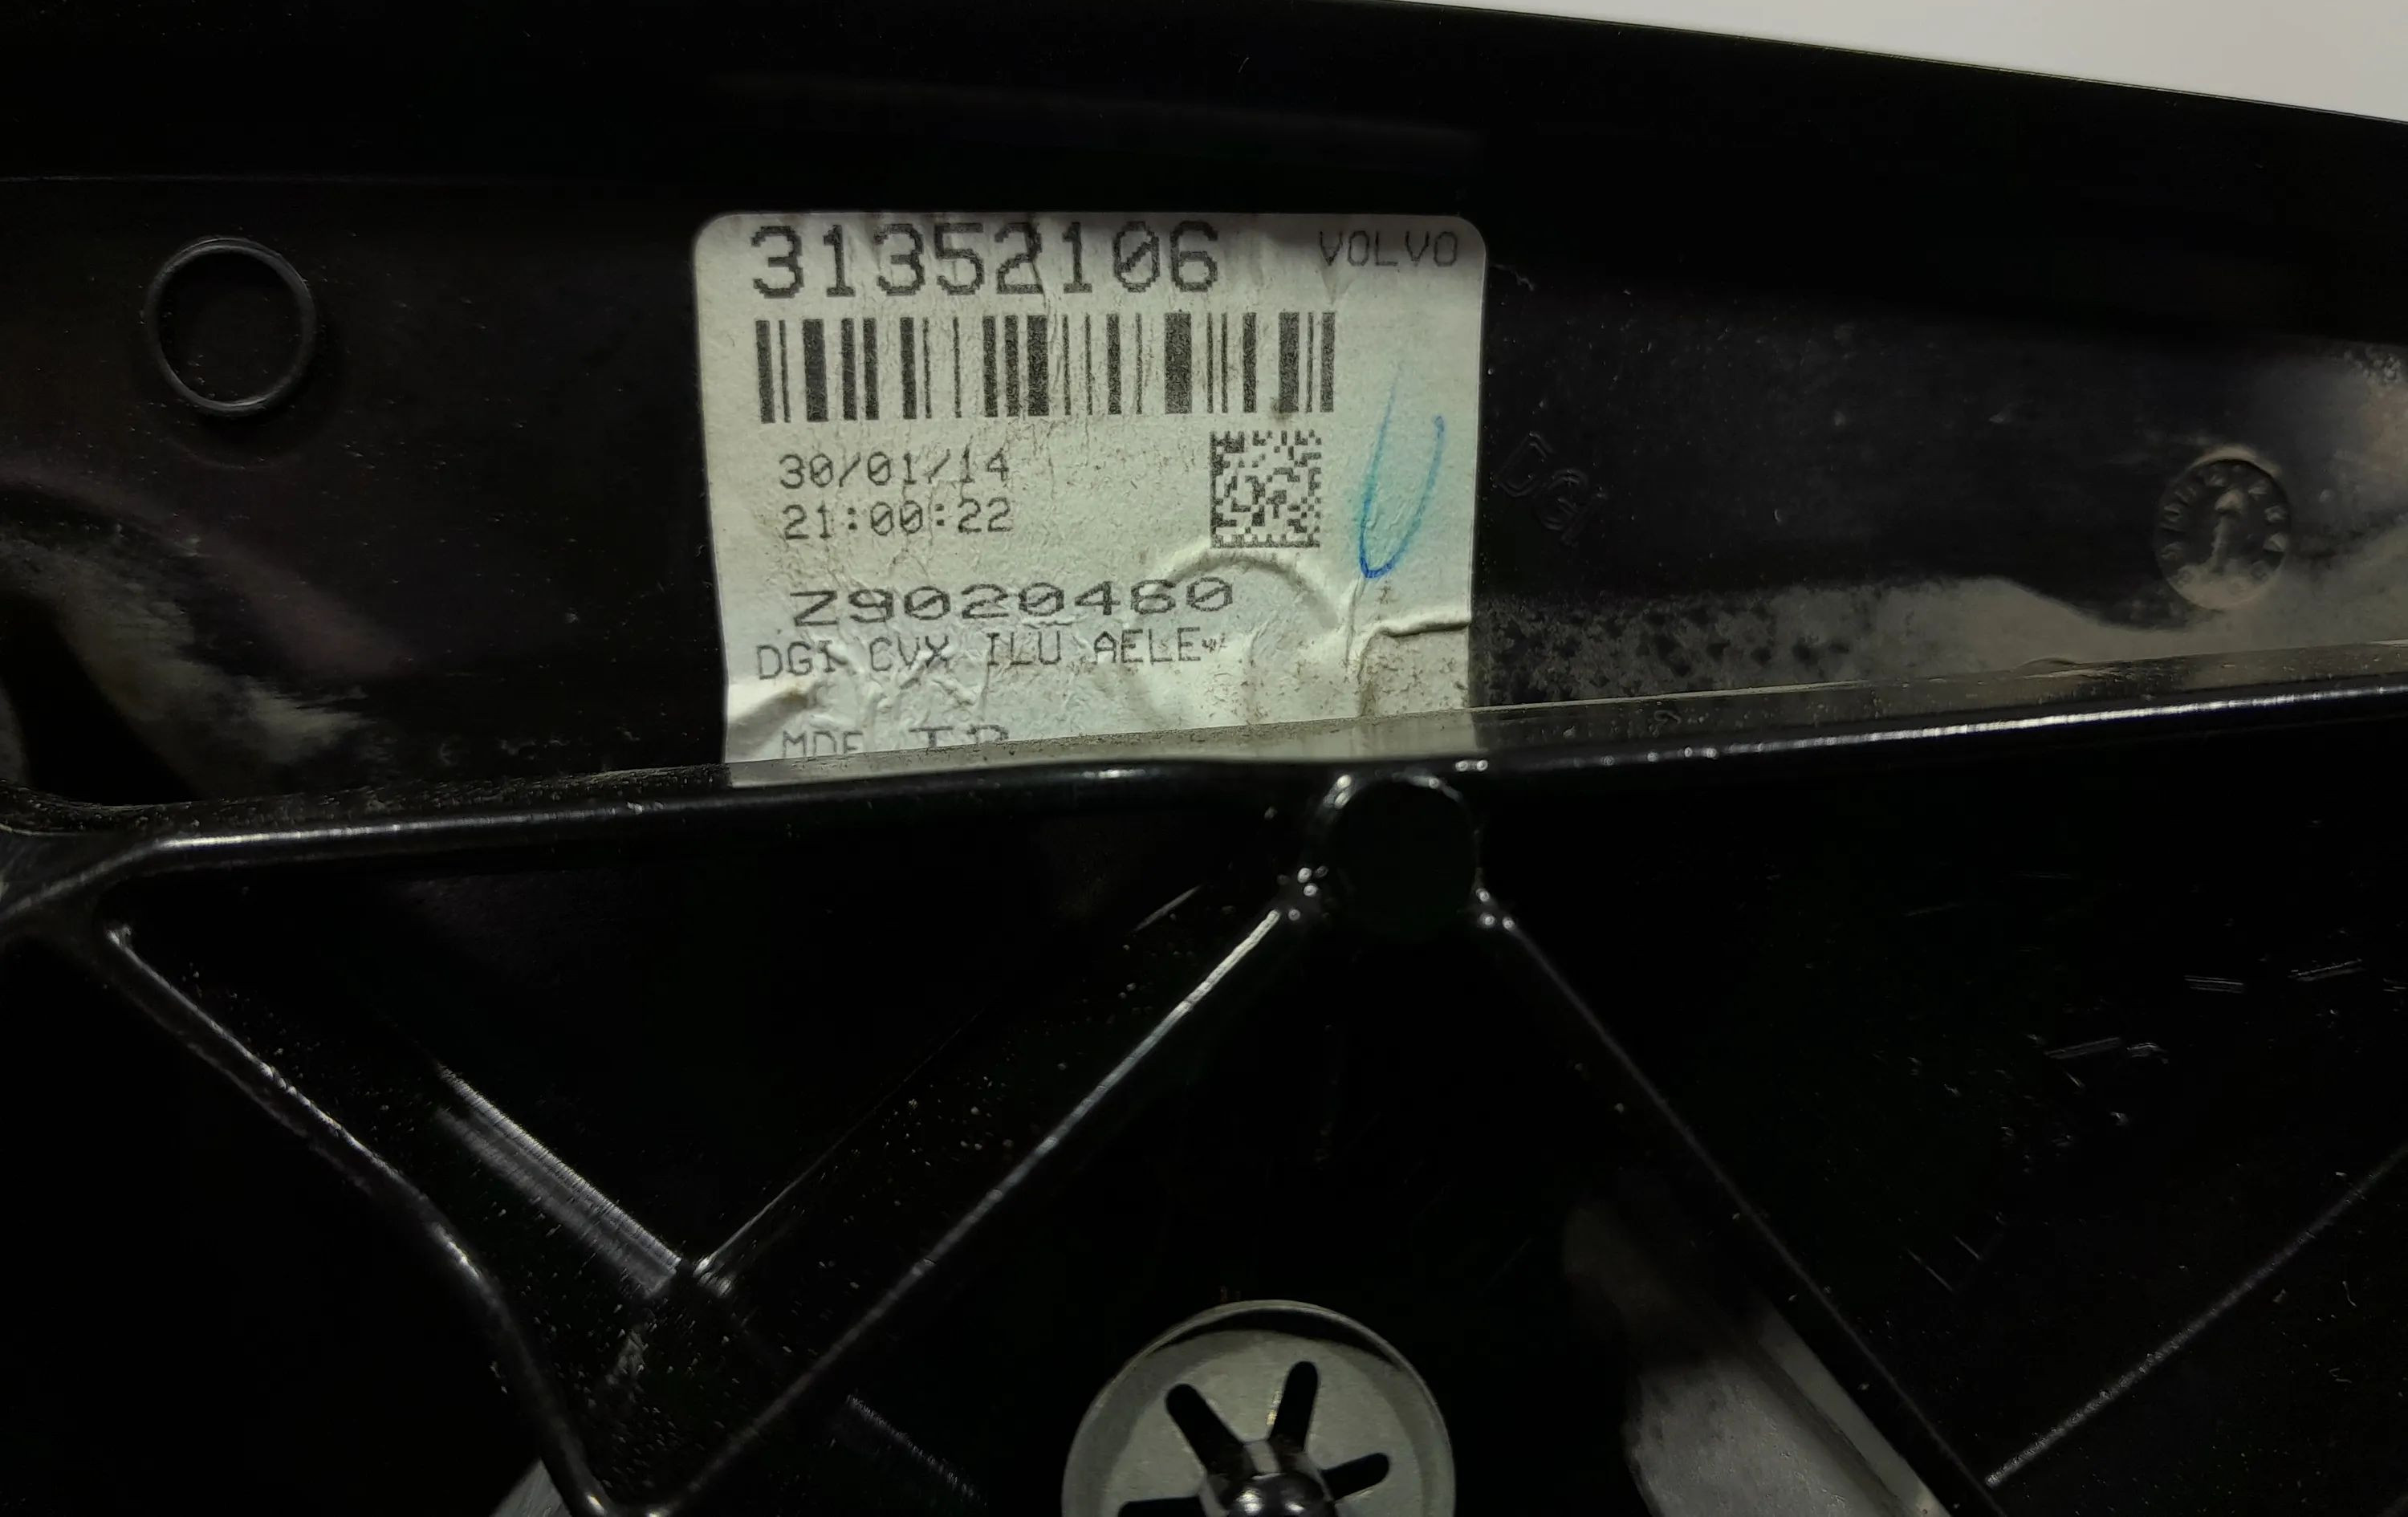 31352106 VOLVO
30/01/14
21:00:22
Z9020460
DGI CVX ILU AELE
DGI